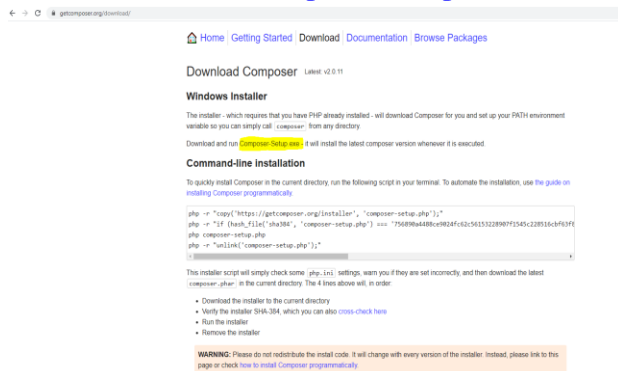 getcomposer.org/download/
Home Getting Started Download Documentation Browse Packages
Download Composer Latest: v2.0.11
Windows Installer
The installer - which requires that you have PHP already installed - will download Composer for you and set up your PATH environment
variable so you can simply call composer from any directory.
Download and run Composer-Setup.exe - it will install the latest composer version whenever it is executed.
Command-line installation
To quickly install Composer in the current directory, run the following script in your terminal. To automate the installation, use the guide on
installing Composer programmatically.
php -r "copy('https://getcomposer.org/installer', 'composer-setup.php');"
php -r "if (hash_file('sha384', 'composer-setup.php') ===
php composer-setup.php
php -r "unlink('composer-setup.php');"
This installer script will simply check some php.ini settings, warn you if they are set incorrectly, and then download the latest
composer.phar in the current directory. The 4 lines above will, in order:
• Download the installer to the current directory
• Verify the installer SHA-384, which you can also cross-check here
• Run the installer
• Remove the installer
WARNING: Please do not redistribute the install code. It will change with every version of the installer. Instead, please link to this
page or check how to install Composer programmatically.